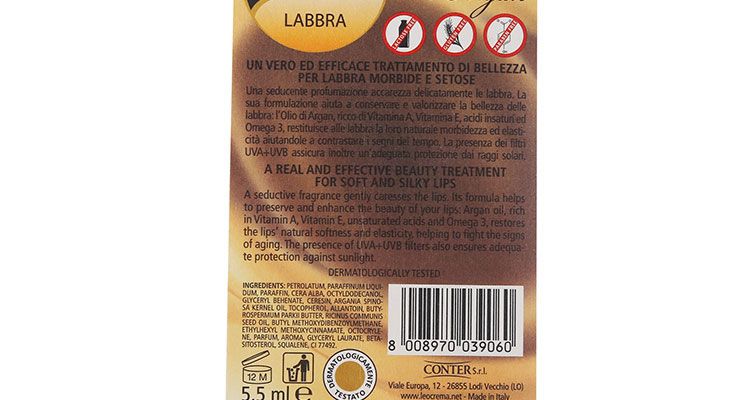 LABBRA
UN VERO ED EFFICACE TRATTAMENTO DI BELLEZZA
PER LABBRA MORBIDE E SETOSE
Una seducente profumazione accarezza delicatamente le labbra. La
sua formulazione aiuta a conservare e valorizzare la bellezza delle
labbra: l'Olio di Argan, ricco di Vitamina A, Vitamina E, acidi insaturi ed
Omega 3, restituisce alle labbra la loro naturale morbidezza ed elasti-
cità aiutandole a contrastare i segni del tempo. La presenza dei filtri
UVA+UVB assicura inoltre un'adeguata protezione dai raggi solari.
A REAL AND EFFECTIVE BEAUTY TREATMENT
FOR SOFT AND SILKY LIPS
A seductive fragrance gently caresses the lips. Its formula helps
to preserve and enhance the beauty of your lips: Argan oil, rich
in Vitamin A, Vitamin E, unsaturated acids and Omega 3, restores
the lips' natural softness and elasticity, helping to fight the signs
of aging. The presence of UVA+UVB filters also ensures adequa-
te protection against sunlight.
DERMATOLOGICALLY TESTED
INGREDIENTS: PETROLATUM, PARAFFINUM LIQUI-
DUM, PARAFFIN, CERA ALBA, OCTYLDODECANOL,
GLYCERYL BEHENATE, CERESIN, ARGANIA SPINO-
SA KERNEL OIL, TOCOPHEROL, ALLANTOIN, BUTY-
ROSPERMUM PARKII BUTTER, RICINUS COMMUNIS
SEED OIL, BUTYL METHOXYDIBENZOYLMETHANE,
ETHYLHEXYL METHOXYCINNAMATE, OCTOCRYLE-
NE, PARFUM, AROMA, GLYCERYL LAURATE, BETA-
SITOSTEROL, SQUALENE, CI 77492
8 008970 039060
12 M
DERMATOLOGICAMENTE
TESTATO
5,5 ml e
CONTER S.r.l.
Viale Europa, 12 - 26855 Lodi Vecchio (LO)
www.leocrema.net - Made in Italy